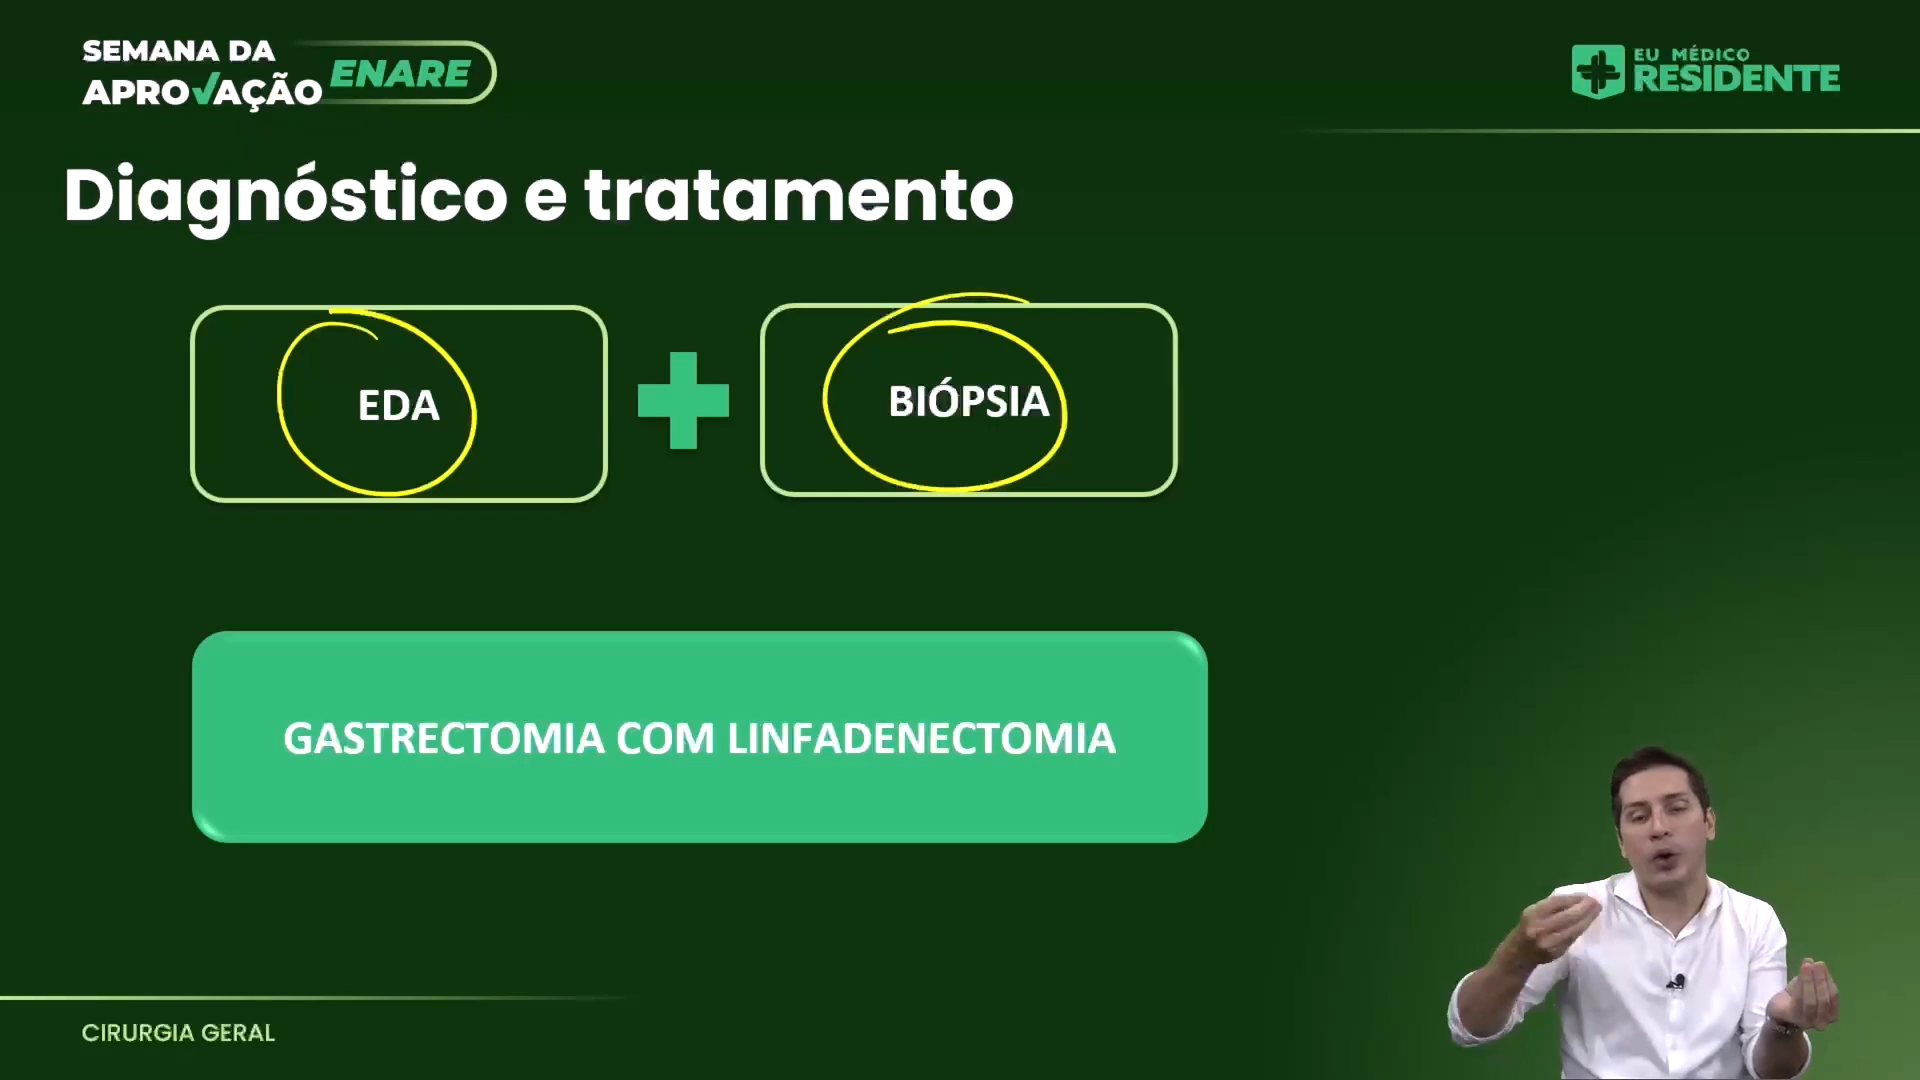 SEMANA DA
APROVAÇÃO ENARE
EU MÉDICO
RESIDENTE
Diagnóstico e tratamento
EDA
BIÓPSIA
GASTRECTOMIA COM LINFADENECTOMIA
CIRURGIA GERAL